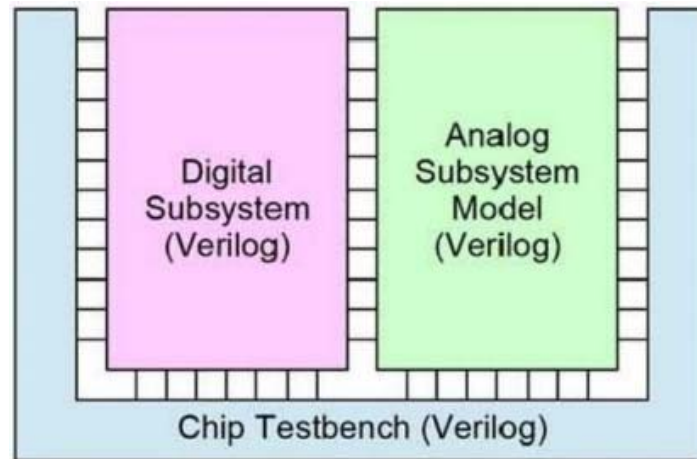 Digital
Subsystem
(Verilog)
Analog
Subsystem
Model
(Verilog)
Chip Testbench (Verilog)